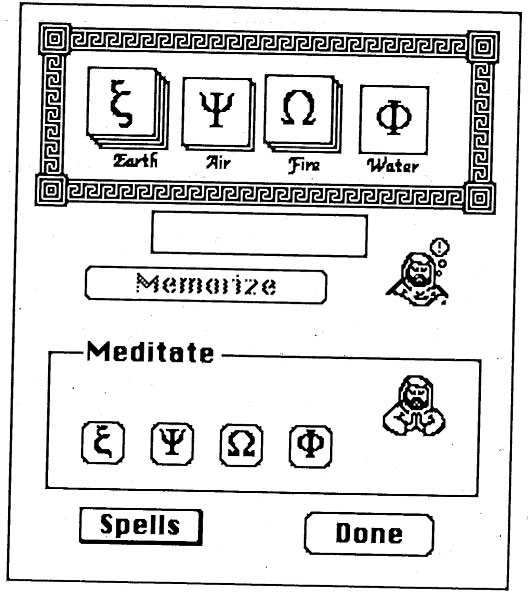 ξ Ψ Ω Φ
Earth Air Fire Water
!
Memorize
Meditate
ξ Ψ Ω Φ
Spells Done